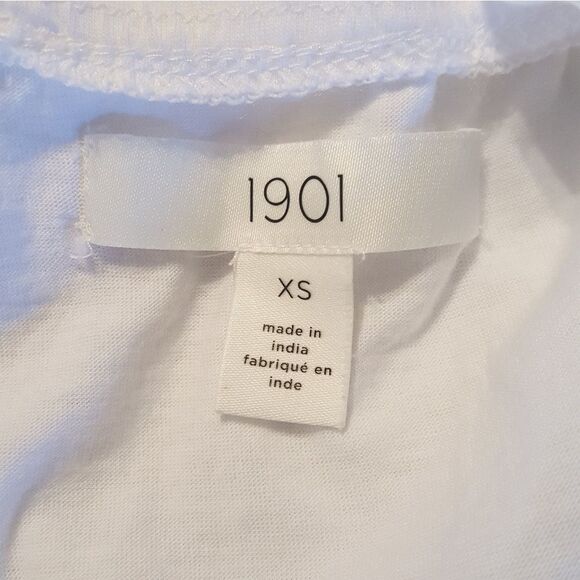 1901
XS
made in
india
fabriqué en
inde